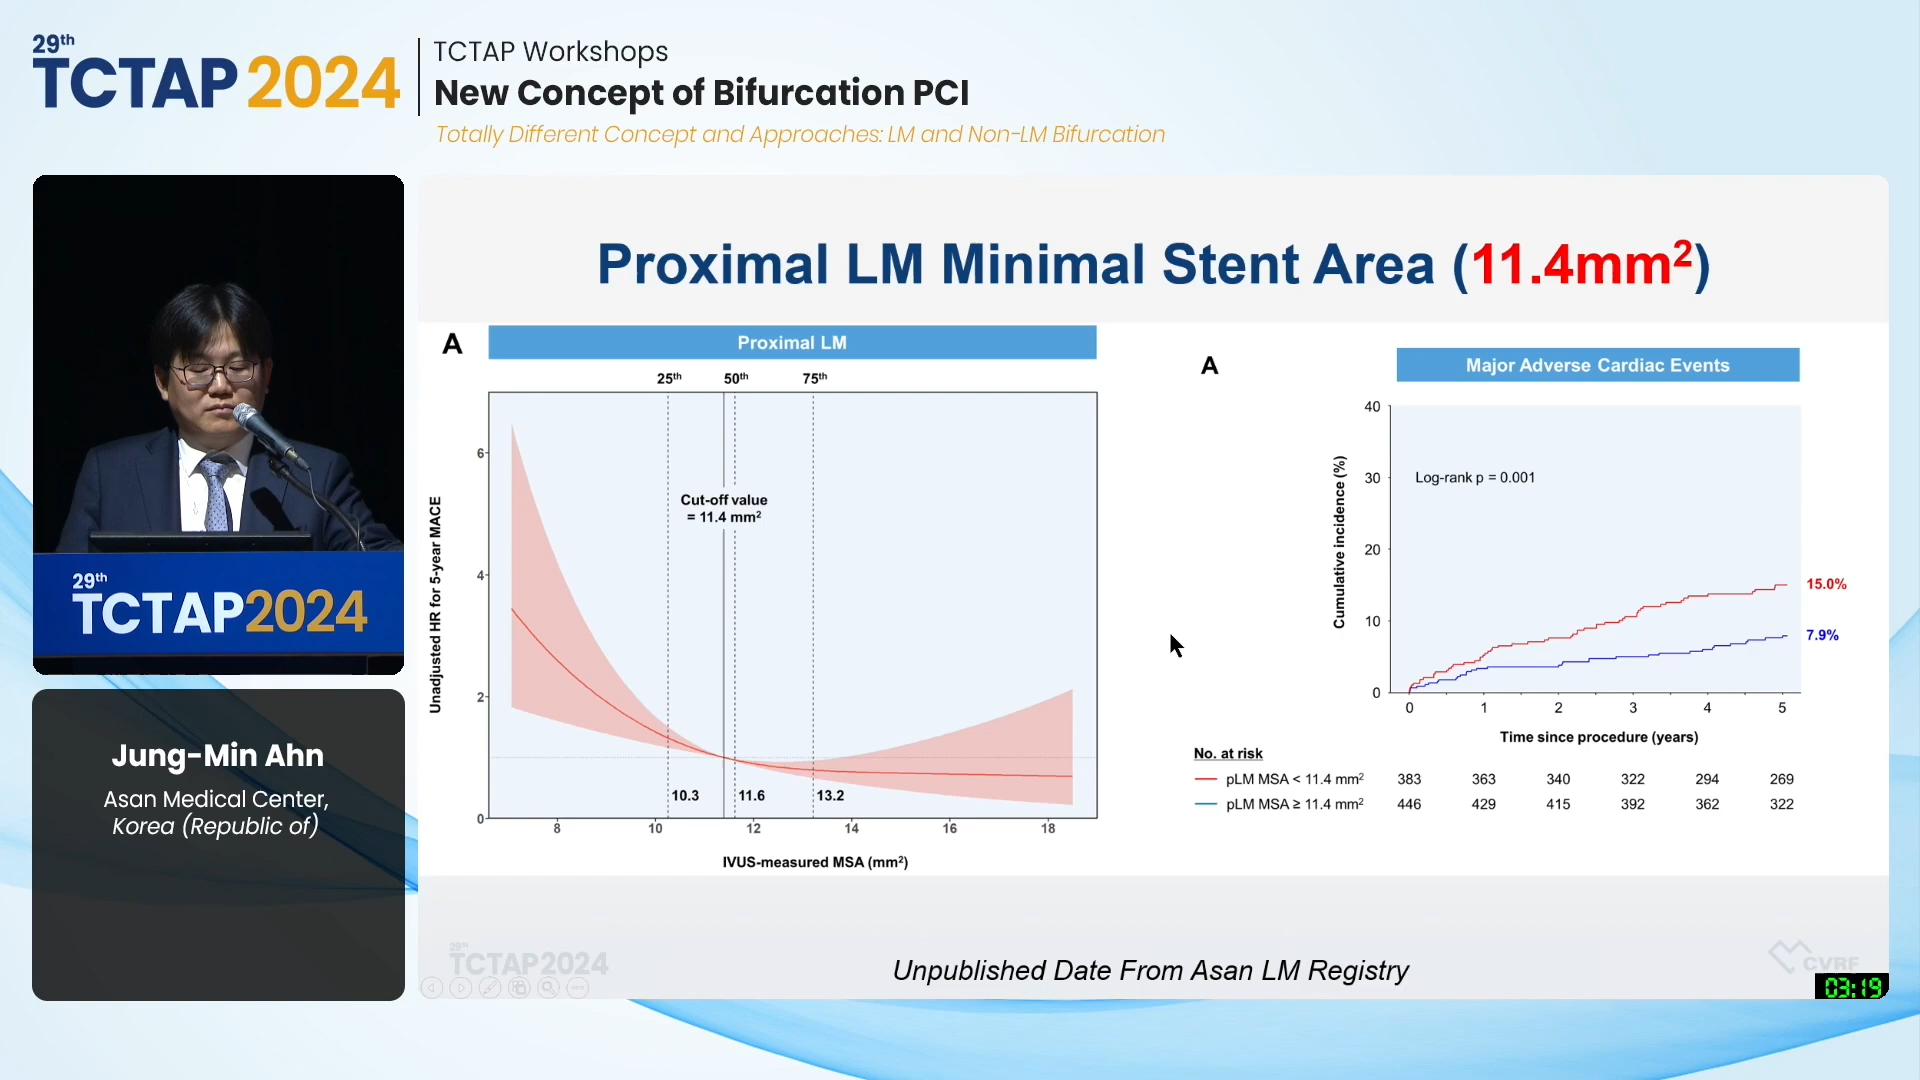 29th
TCTAP 2024
TCTAP Workshops
New Concept of Bifurcation PCI
Totally Different Concept and Approaches: LM and Non-LM Bifurcation
29th
TCTAP2024
Jung-Min Ahn
Asan Medical Center,
Korea (Republic of)
Proximal LM Minimal Stent Area (11.4mm²)
A
Proximal LM
25th 50th 75th
Unadjusted HR for 5-year MACE
6
4
2
0
Cut-off value
= 11.4 mm²
10.3 11.6 13.2
8 10 12 14 16 18
IVUS-measured MSA (mm²)
A
Major Adverse Cardiac Events
Cumulative incidence (%)
40
30
20
10
0
Log-rank p = 0.001
15.0%
7.9%
0 1 2 3 4 5
Time since procedure (years)
No. at risk
pLM MSA < 11.4 mm² 383 363 340 322 294 269
pLM MSA ≥ 11.4 mm² 446 429 415 392 362 322
29th
TCTAP2024
Unpublished Date From Asan LM Registry
CVRF
03:19